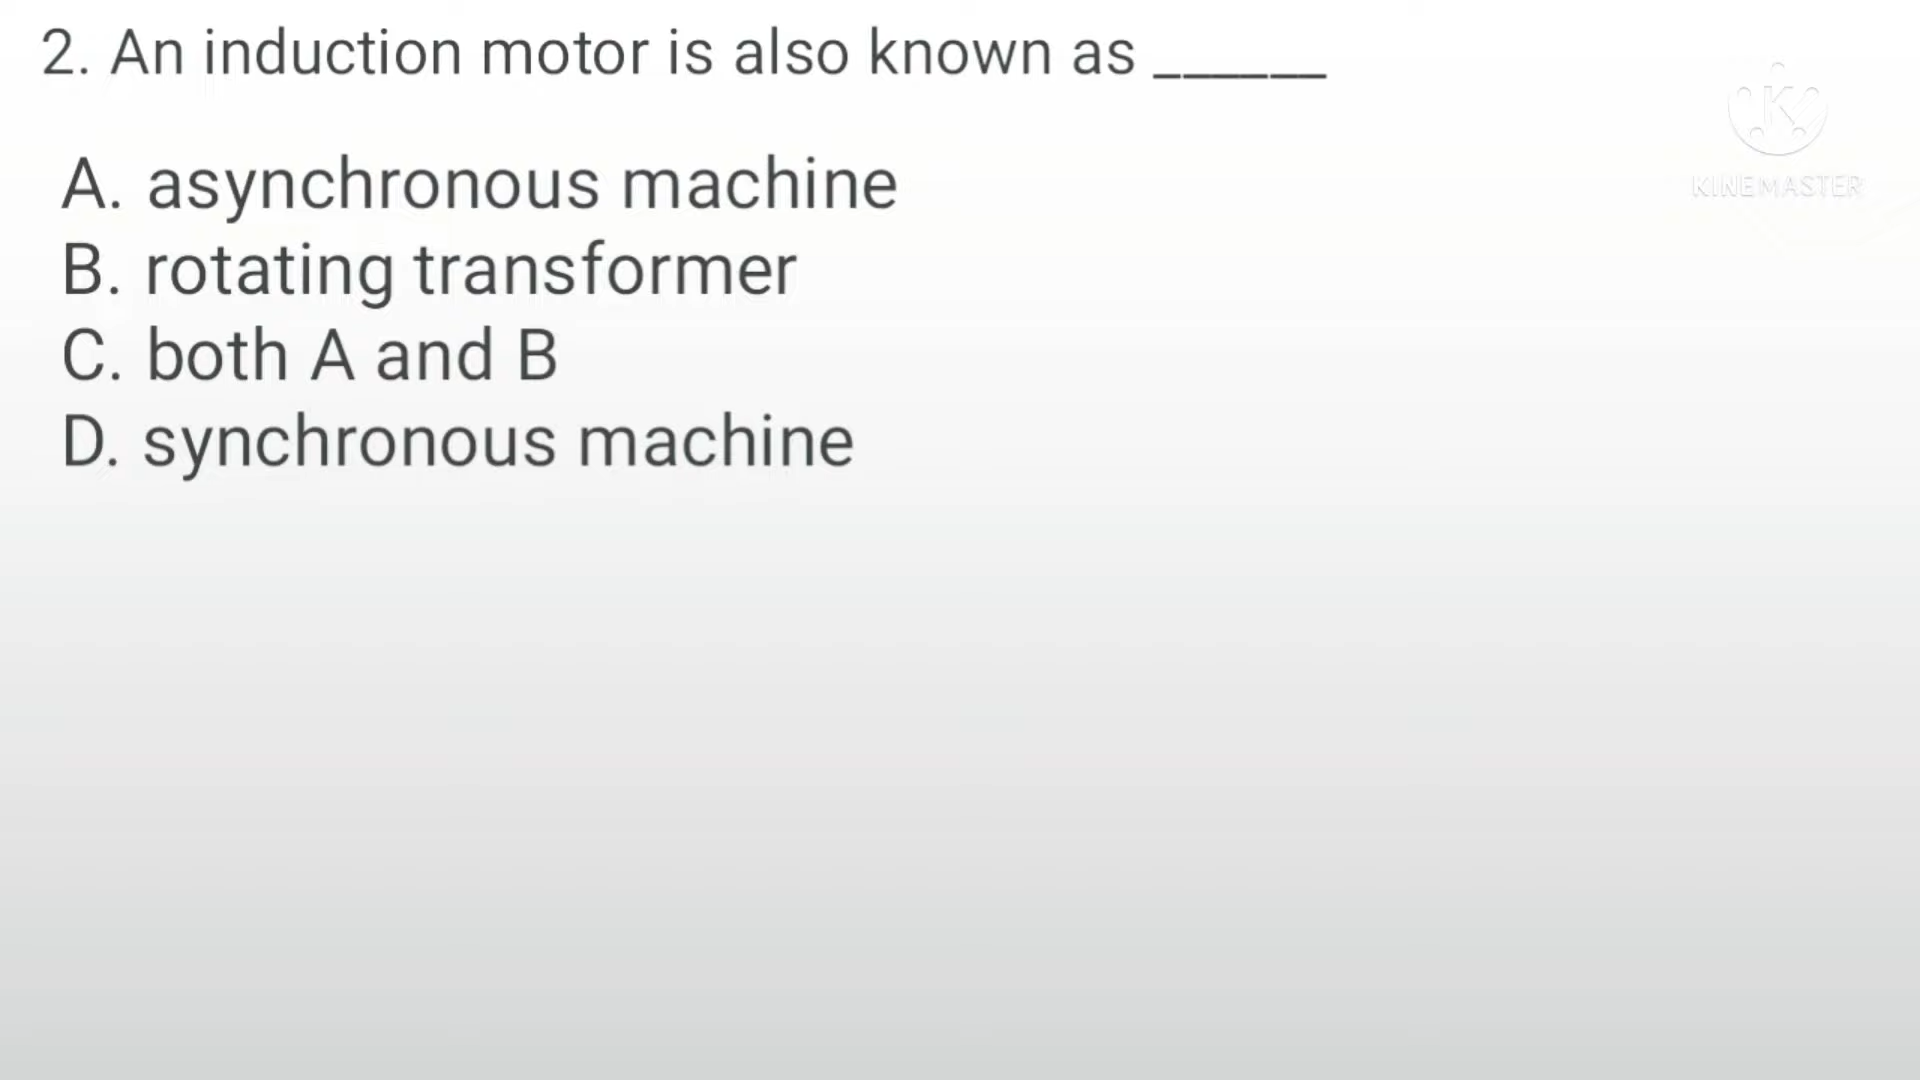 2. An induction motor is also known as ______
A. asynchronous machine
B. rotating transformer
C. both A and B
D. synchronous machine
K
KINEMASTER